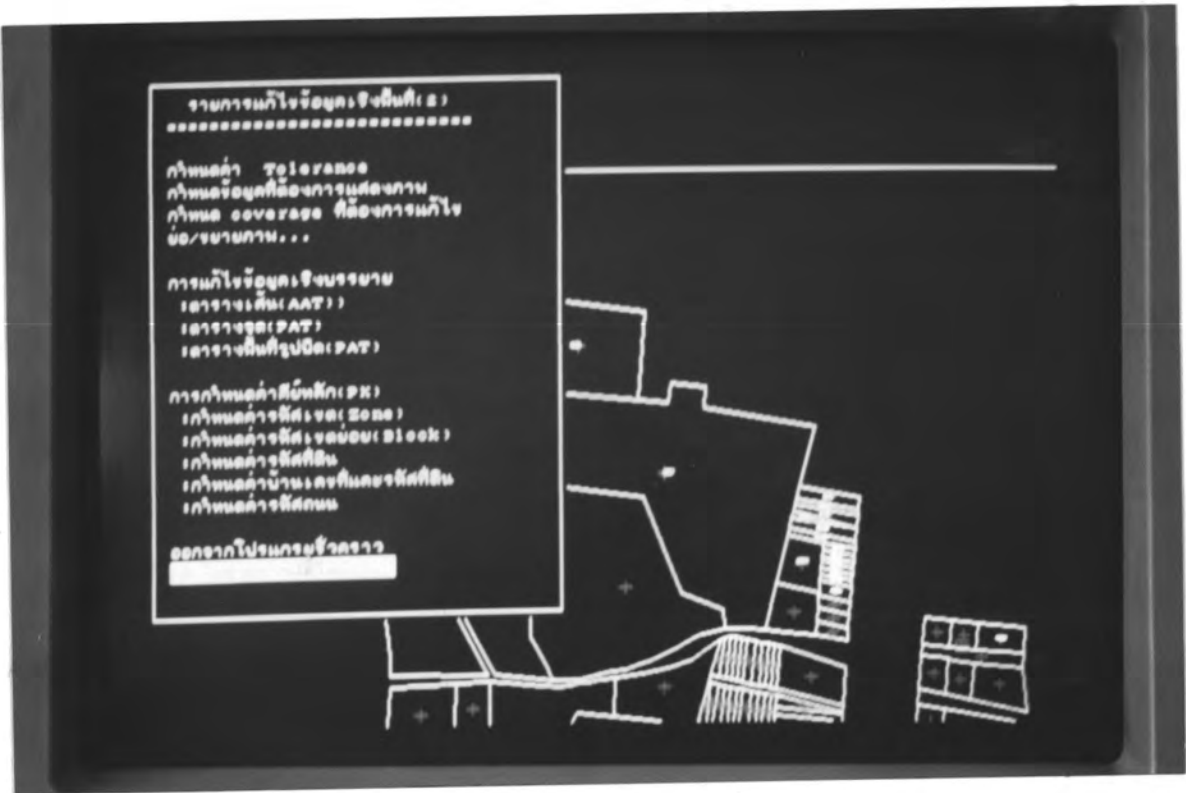 รายการแก้ไขข้อมูลเชิงพื้นที่(2)
กำหนดค่า Tolerance
กำหนดข้อมูลที่ต้องการแสดงภาพ
กำหนด coverage ที่ต้องการแก้ไข
ย่อ/ขยายภาพ...
การแก้ไขข้อมูลเชิงบรรยาย
:ตารางเส้น(AAT))
:ตารางจุด(PAT)
:ตารางพื้นที่รูปปิด(PAT)
การกำหนดค่าคีย์หลัก(PK)
:กำหนดค่ารหัสเขต(Zone)
:กำหนดค่ารหัสเขตย่อย(Block)
:กำหนดค่ารหัสที่ดิน
:กำหนดค่าบ้านเลขที่และรหัสที่ดิน
:กำหนดค่ารหัสถนน
ออกจากโปรแกรมชั่วคราว